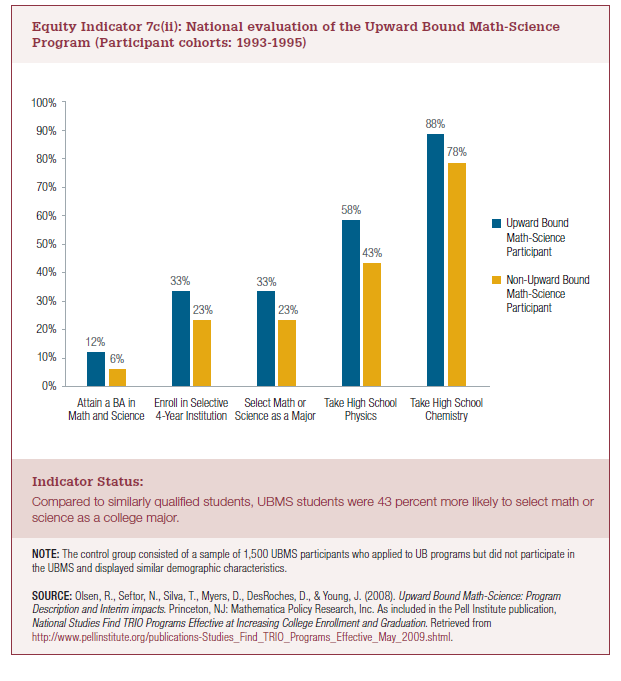 Equity Indicator 7c(ii): National evaluation of the Upward Bound Math-Science
Program (Participant cohorts: 1993-1995)
100%
90%
80%
70%
60%
50%
40%
30%
20%
10%
0%
12%
6%
33%
23%
33%
23%
58%
43%
88%
78%
Attain a BA in
Math and Science
Enroll in Selective
4-Year Institution
Select Math or
Science as a Major
Take High School
Physics
Take High School
Chemistry
Upward Bound
Math-Science
Participant
Non-Upward Bound
Math-Science
Participant
Indicator Status:
Compared to similarly qualified students, UBMS students were 43 percent more likely to select math or
science as a college major.
NOTE: The control group consisted of a sample of 1,500 UBMS participants who applied to UB programs but did not participate in
the UBMS and displayed similar demographic characteristics.
SOURCE: Olsen, R., Seftor, N., Silva, T., Myers, D., DesRoches, D., & Young, J. (2008). Upward Bound Math-Science: Program
Description and Interim impacts. Princeton, NJ: Mathematica Policy Research, Inc. As included in the Pell Institute publication,
National Studies Find TRIO Programs Effective at Increasing College Enrollment and Graduation. Retrieved from
http://www.pellinstitute.org/publications-Studies_Find_TRIO_Programs_Effective_May_2009.shtml.